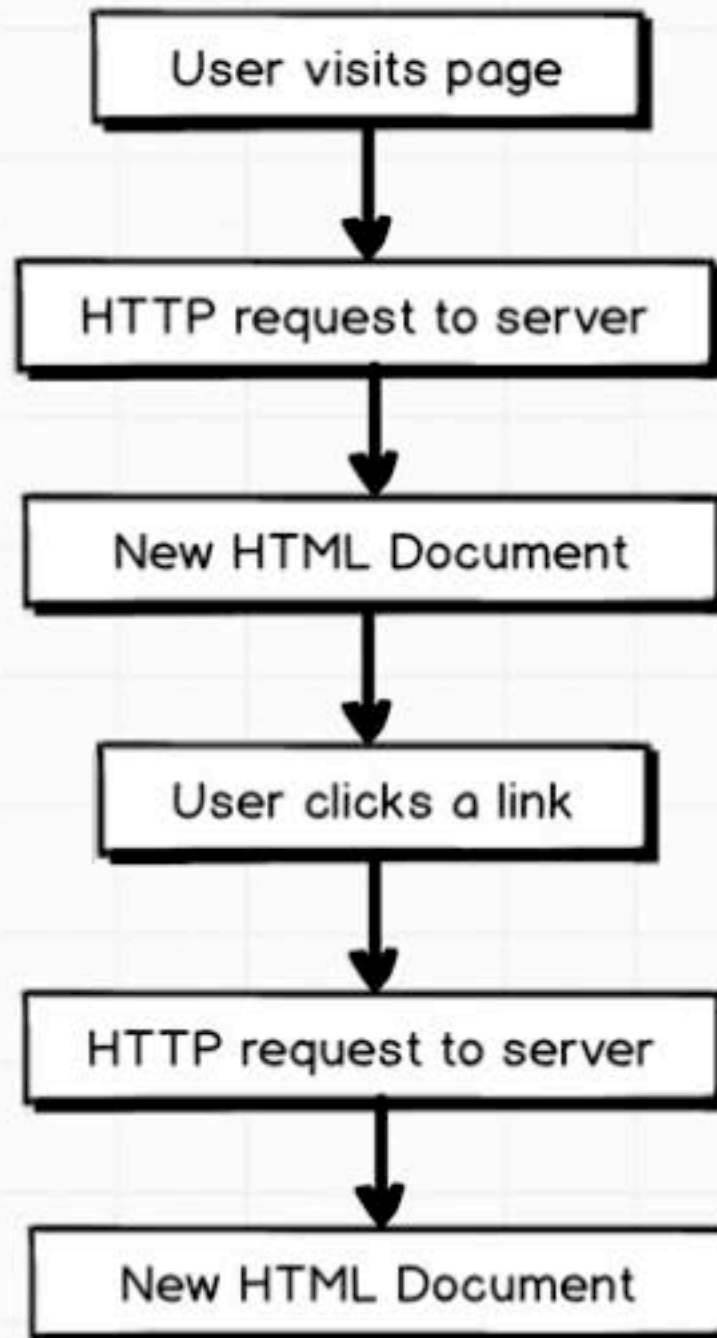 User visits page
HTTP request to server
New HTML Document
User clicks a link
HTTP request to server
New HTML Document